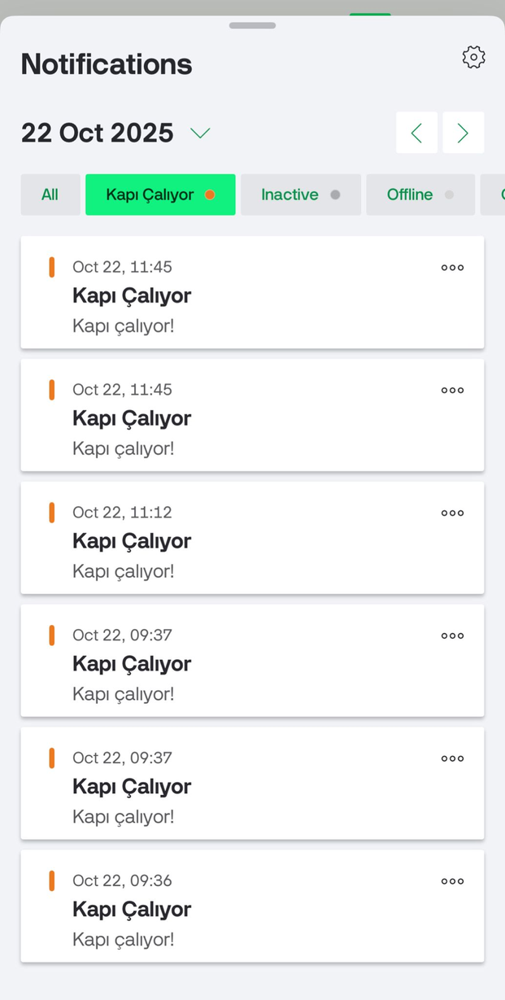 Notifications
22 Oct 2025
All
Kapı Çalıyor
Inactive
Offline
Oct 22, 11:45
Kapı Çalıyor
Kapı çalıyor!
Oct 22, 11:45
Kapı Çalıyor
Kapı çalıyor!
Oct 22, 11:12
Kapı Çalıyor
Kapı çalıyor!
Oct 22, 09:37
Kapı Çalıyor
Kapı çalıyor!
Oct 22, 09:37
Kapı Çalıyor
Kapı çalıyor!
Oct 22, 09:36
Kapı Çalıyor
Kapı çalıyor!